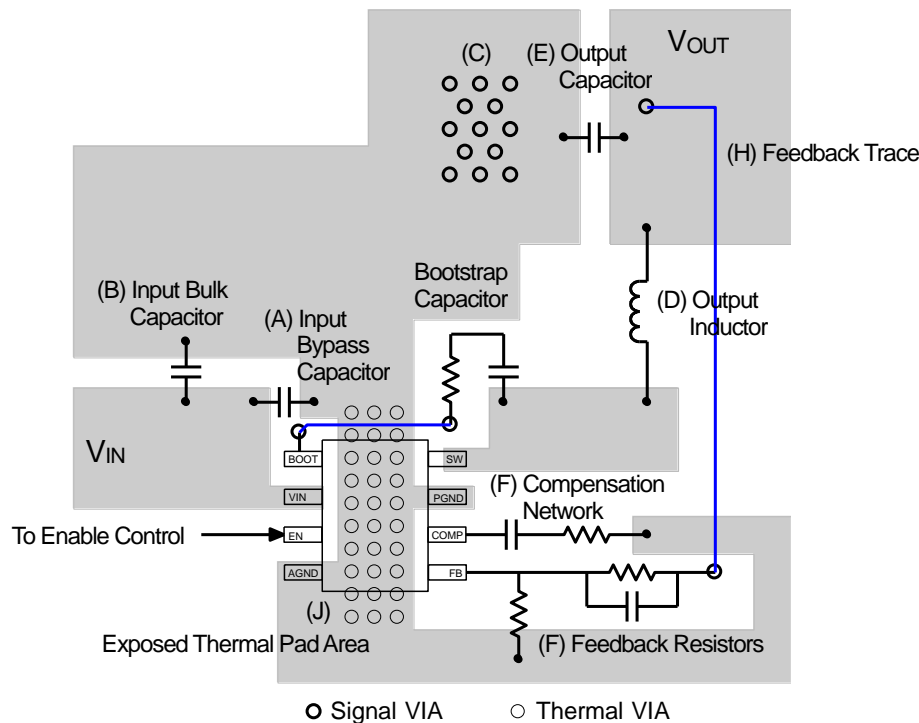 (C)
(E) Output
Capacitor
VOUT
(H) Feedback Trace
(B) Input Bulk
Capacitor
(A) Input
Bypass
Capacitor
Bootstrap
Capacitor
(D) Output
Inductor
VIN
BOOT
SW
VIN
PGND
(F) Compensation
Network
To Enable Control
EN
COMP
AGND
FB
(J)
Exposed Thermal Pad Area
(F) Feedback Resistors
Signal VIA
Thermal VIA